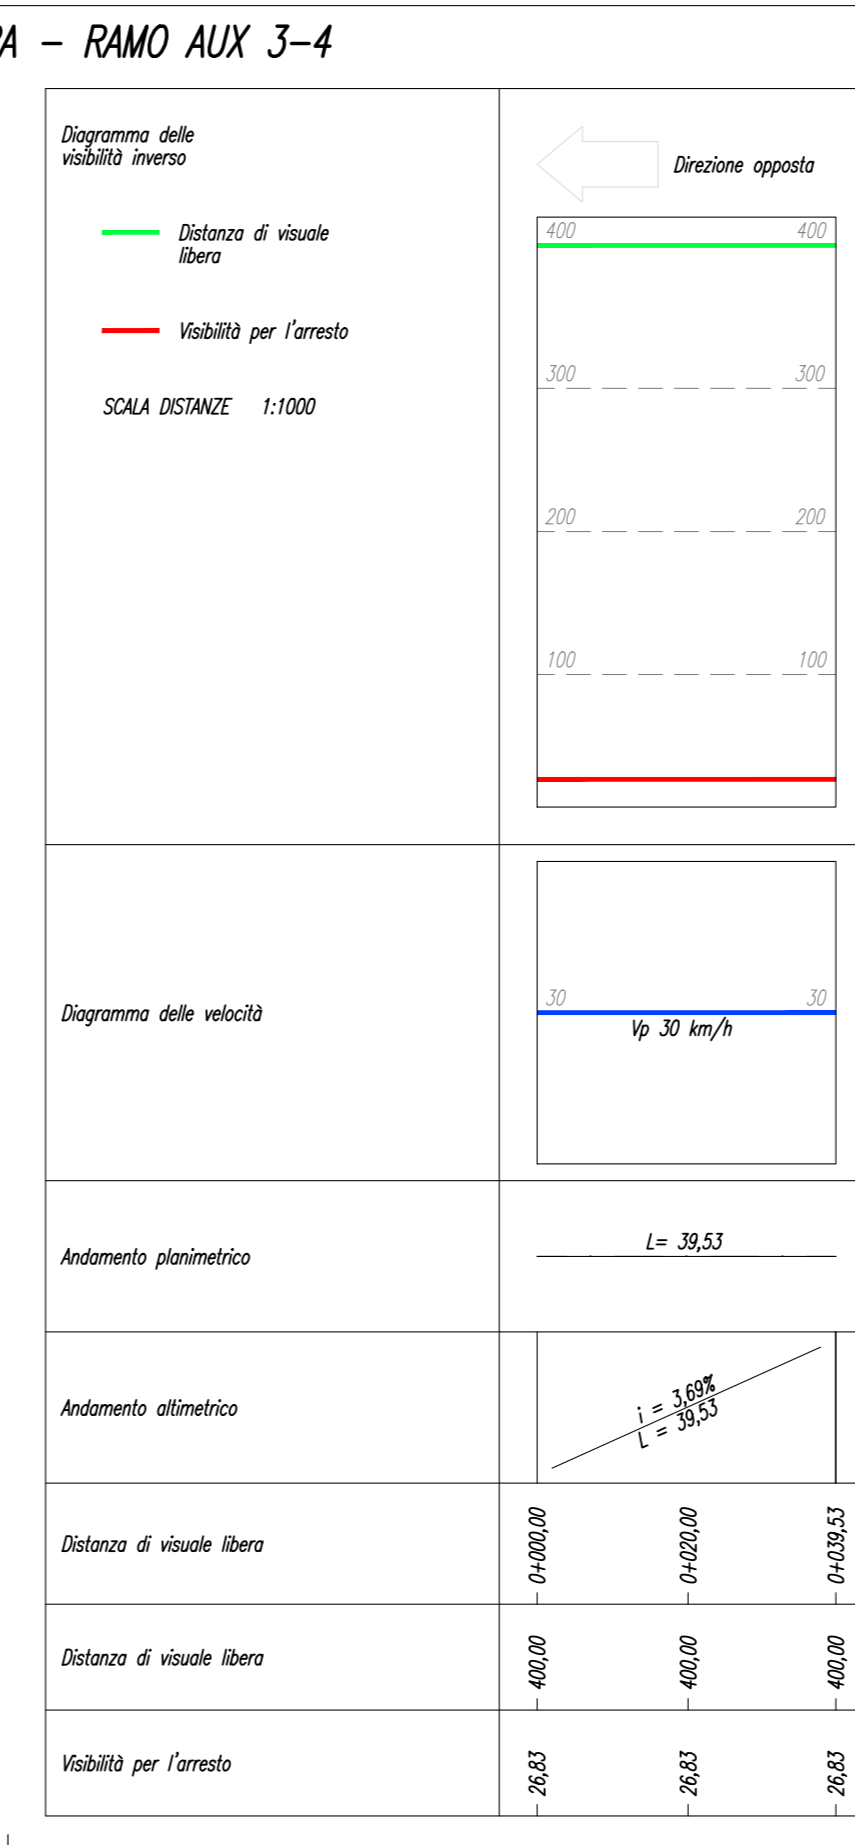 RA - RAMO AUX 3-4
Diagramma delle
visibilità inverso
Direzione opposta
Distanza di visuale
libera
Visibilità per l'arresto
SCALA DISTANZE 1:1000
400 400
300 300
200 200
100 100
Diagramma delle velocità
30 30
Vp 30 km/h
Andamento planimetrico
L= 39,53
Andamento altimetrico
i = 3,69%
L = 39,53
Distanza di visuale libera
0+000,00 0+020,00 0+039,53
Distanza di visuale libera
400,00 400,00 400,00
Visibilità per l'arresto
26,83 26,83 26,83